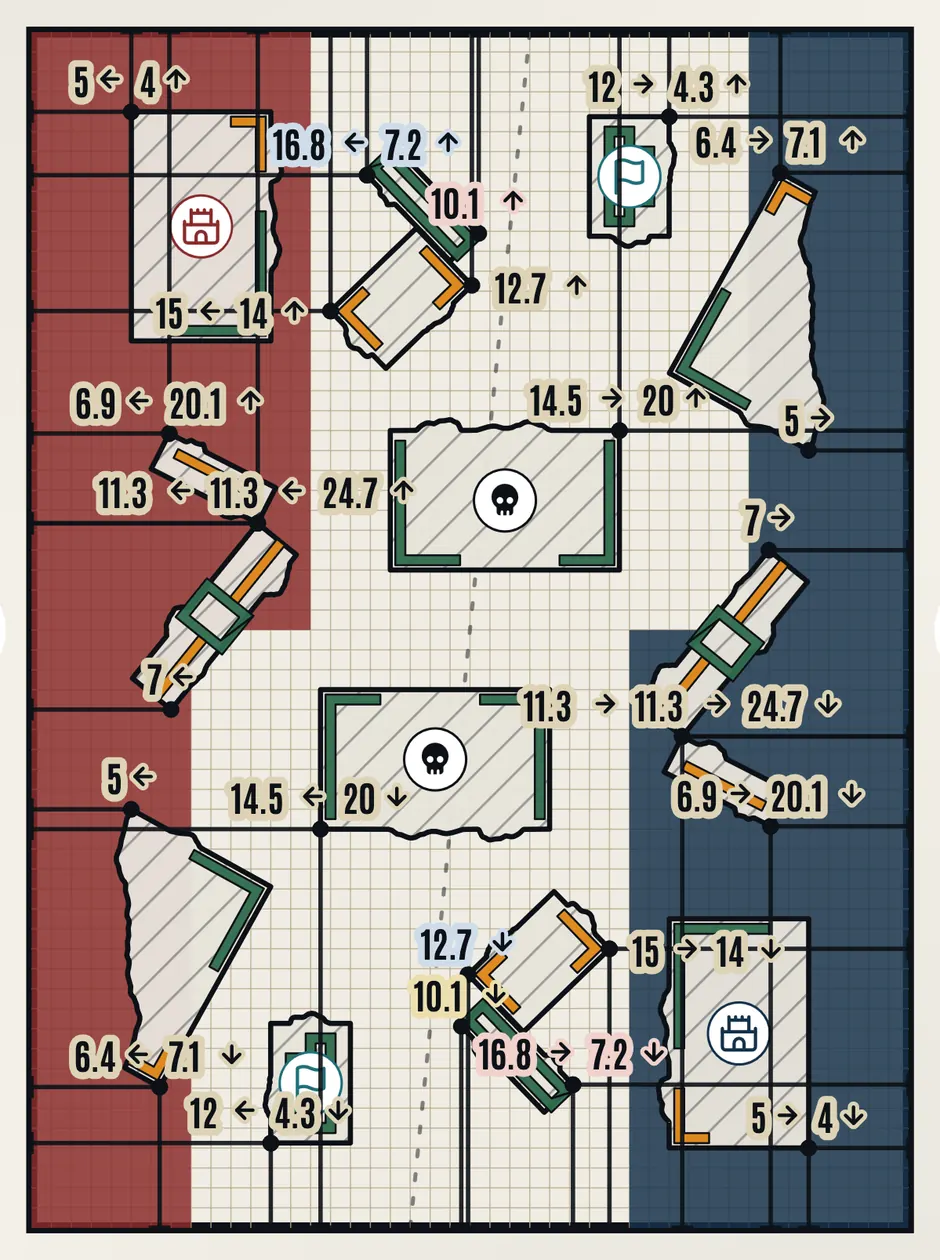 5 ← 4 ↑
12 → 4.3 ↑
16.8 ← 7.2 ↑
6.4 → 7.1 ↑
10.1 ↑
12.7 ↑
15 ← 14 ↑
6.9 ← 20.1 ↑
14.5 → 20 ↑
5 →
11.3 ← 11.3 ← 24.7 ↑
7 →
7 ←
11.3 → 11.3 → 24.7 ↓
5 ←
14.5 ← 20 ↓
6.9 → 20.1 ↓
12.7 ↓
15 → 14 ↓
10.1 ↓
6.4 ← 7.1 ↓
16.8 → 7.2 ↓
12 ← 4.3 ↓
5 → 4 ↓